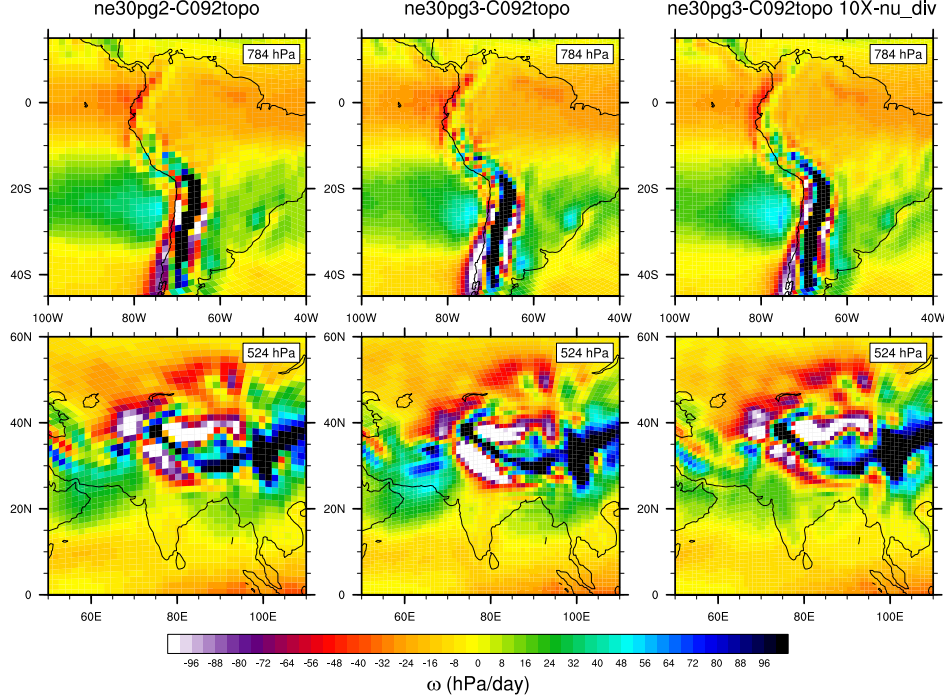 ne30pg2-C092topo ne30pg3-C092topo ne30pg3-C092topo 10X-nu_div
784 hPa 784 hPa 784 hPa
0 0 0
20S 20S 20S
40S 40S 40S
100W 80W 60W 40W 100W 80W 60W 40W 100W 80W 60W 40W
60N 60N 60N
524 hPa 524 hPa 524 hPa
40N 40N 40N
20N 20N 20N
0 0 0
60E 80E 100E 60E 80E 100E 60E 80E 100E
-96 -88 -80 -72 -64 -56 -48 -40 -32 -24 -16 -8 0 8 16 24 32 40 48 56 64 72 80 88 96
ω (hPa/day)